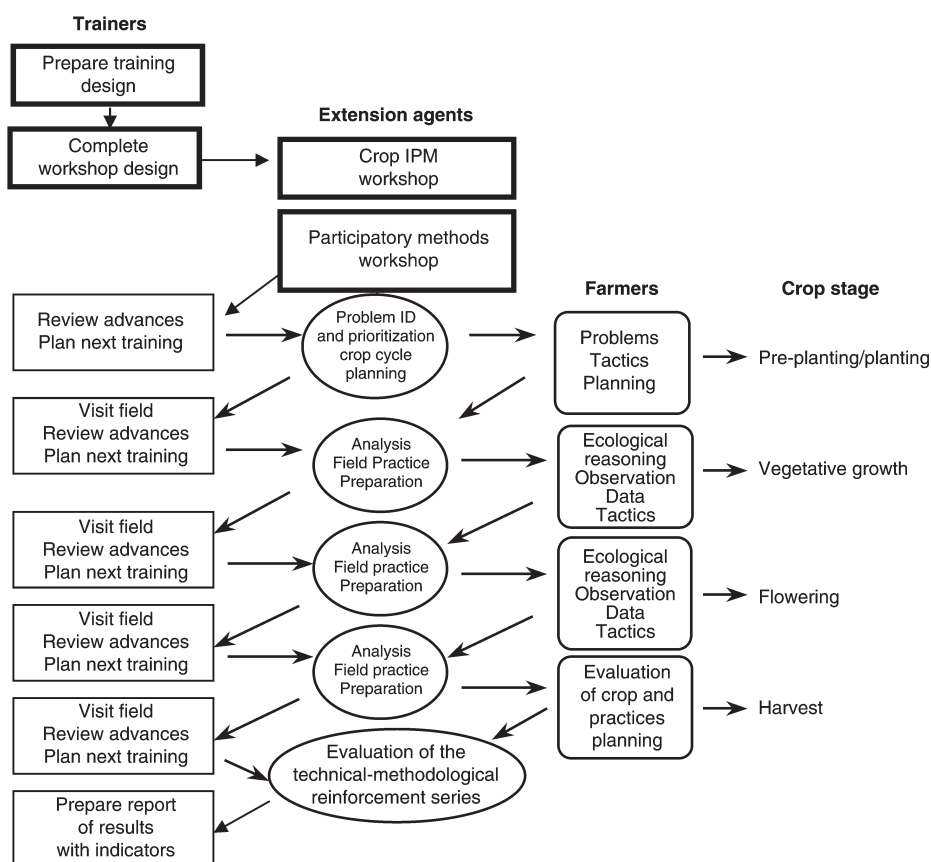 Trainers
Prepare training
design
Complete
workshop design
Extension agents
Crop IPM
workshop
Participatory methods
workshop
Farmers
Crop stage
Review advances
Plan next training
Problem ID
and prioritization
crop cycle
planning
Problems
Tactics
Planning
Pre-planting/planting
Visit field
Review advances
Plan next training
Analysis
Field Practice
Preparation
Ecological
reasoning
Observation
Data
Tactics
Vegetative growth
Visit field
Review advances
Plan next training
Analysis
Field practice
Preparation
Ecological
reasoning
Observation
Data
Tactics
Flowering
Visit field
Review advances
Plan next training
Analysis
Field practice
Preparation
Evaluation
of crop and
practices
planning
Harvest
Visit field
Review advances
Plan next training
Evaluation of the
technical-methodological
reinforcement series
Prepare report
of results
with indicators